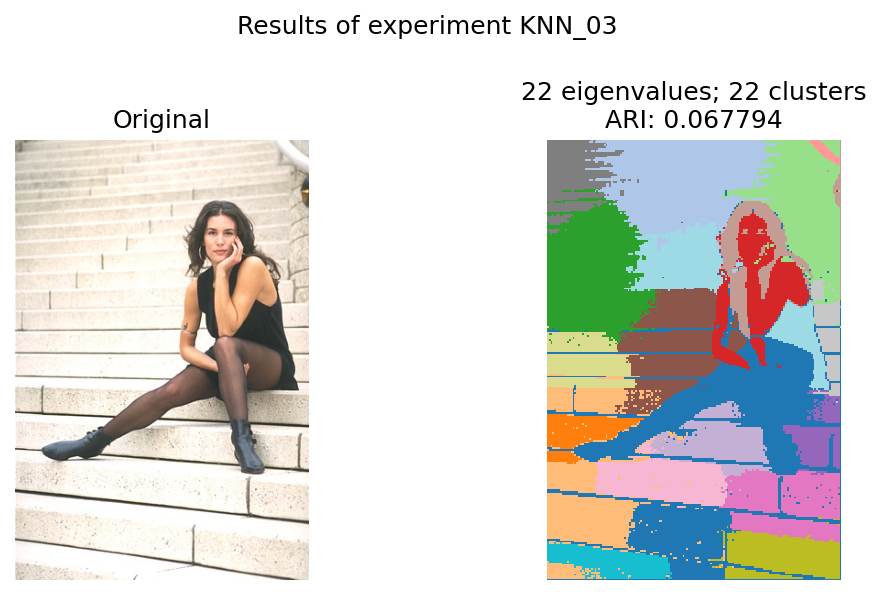 Results of experiment KNN_03
Original
22 eigenvalues; 22 clusters
ARI: 0.067794